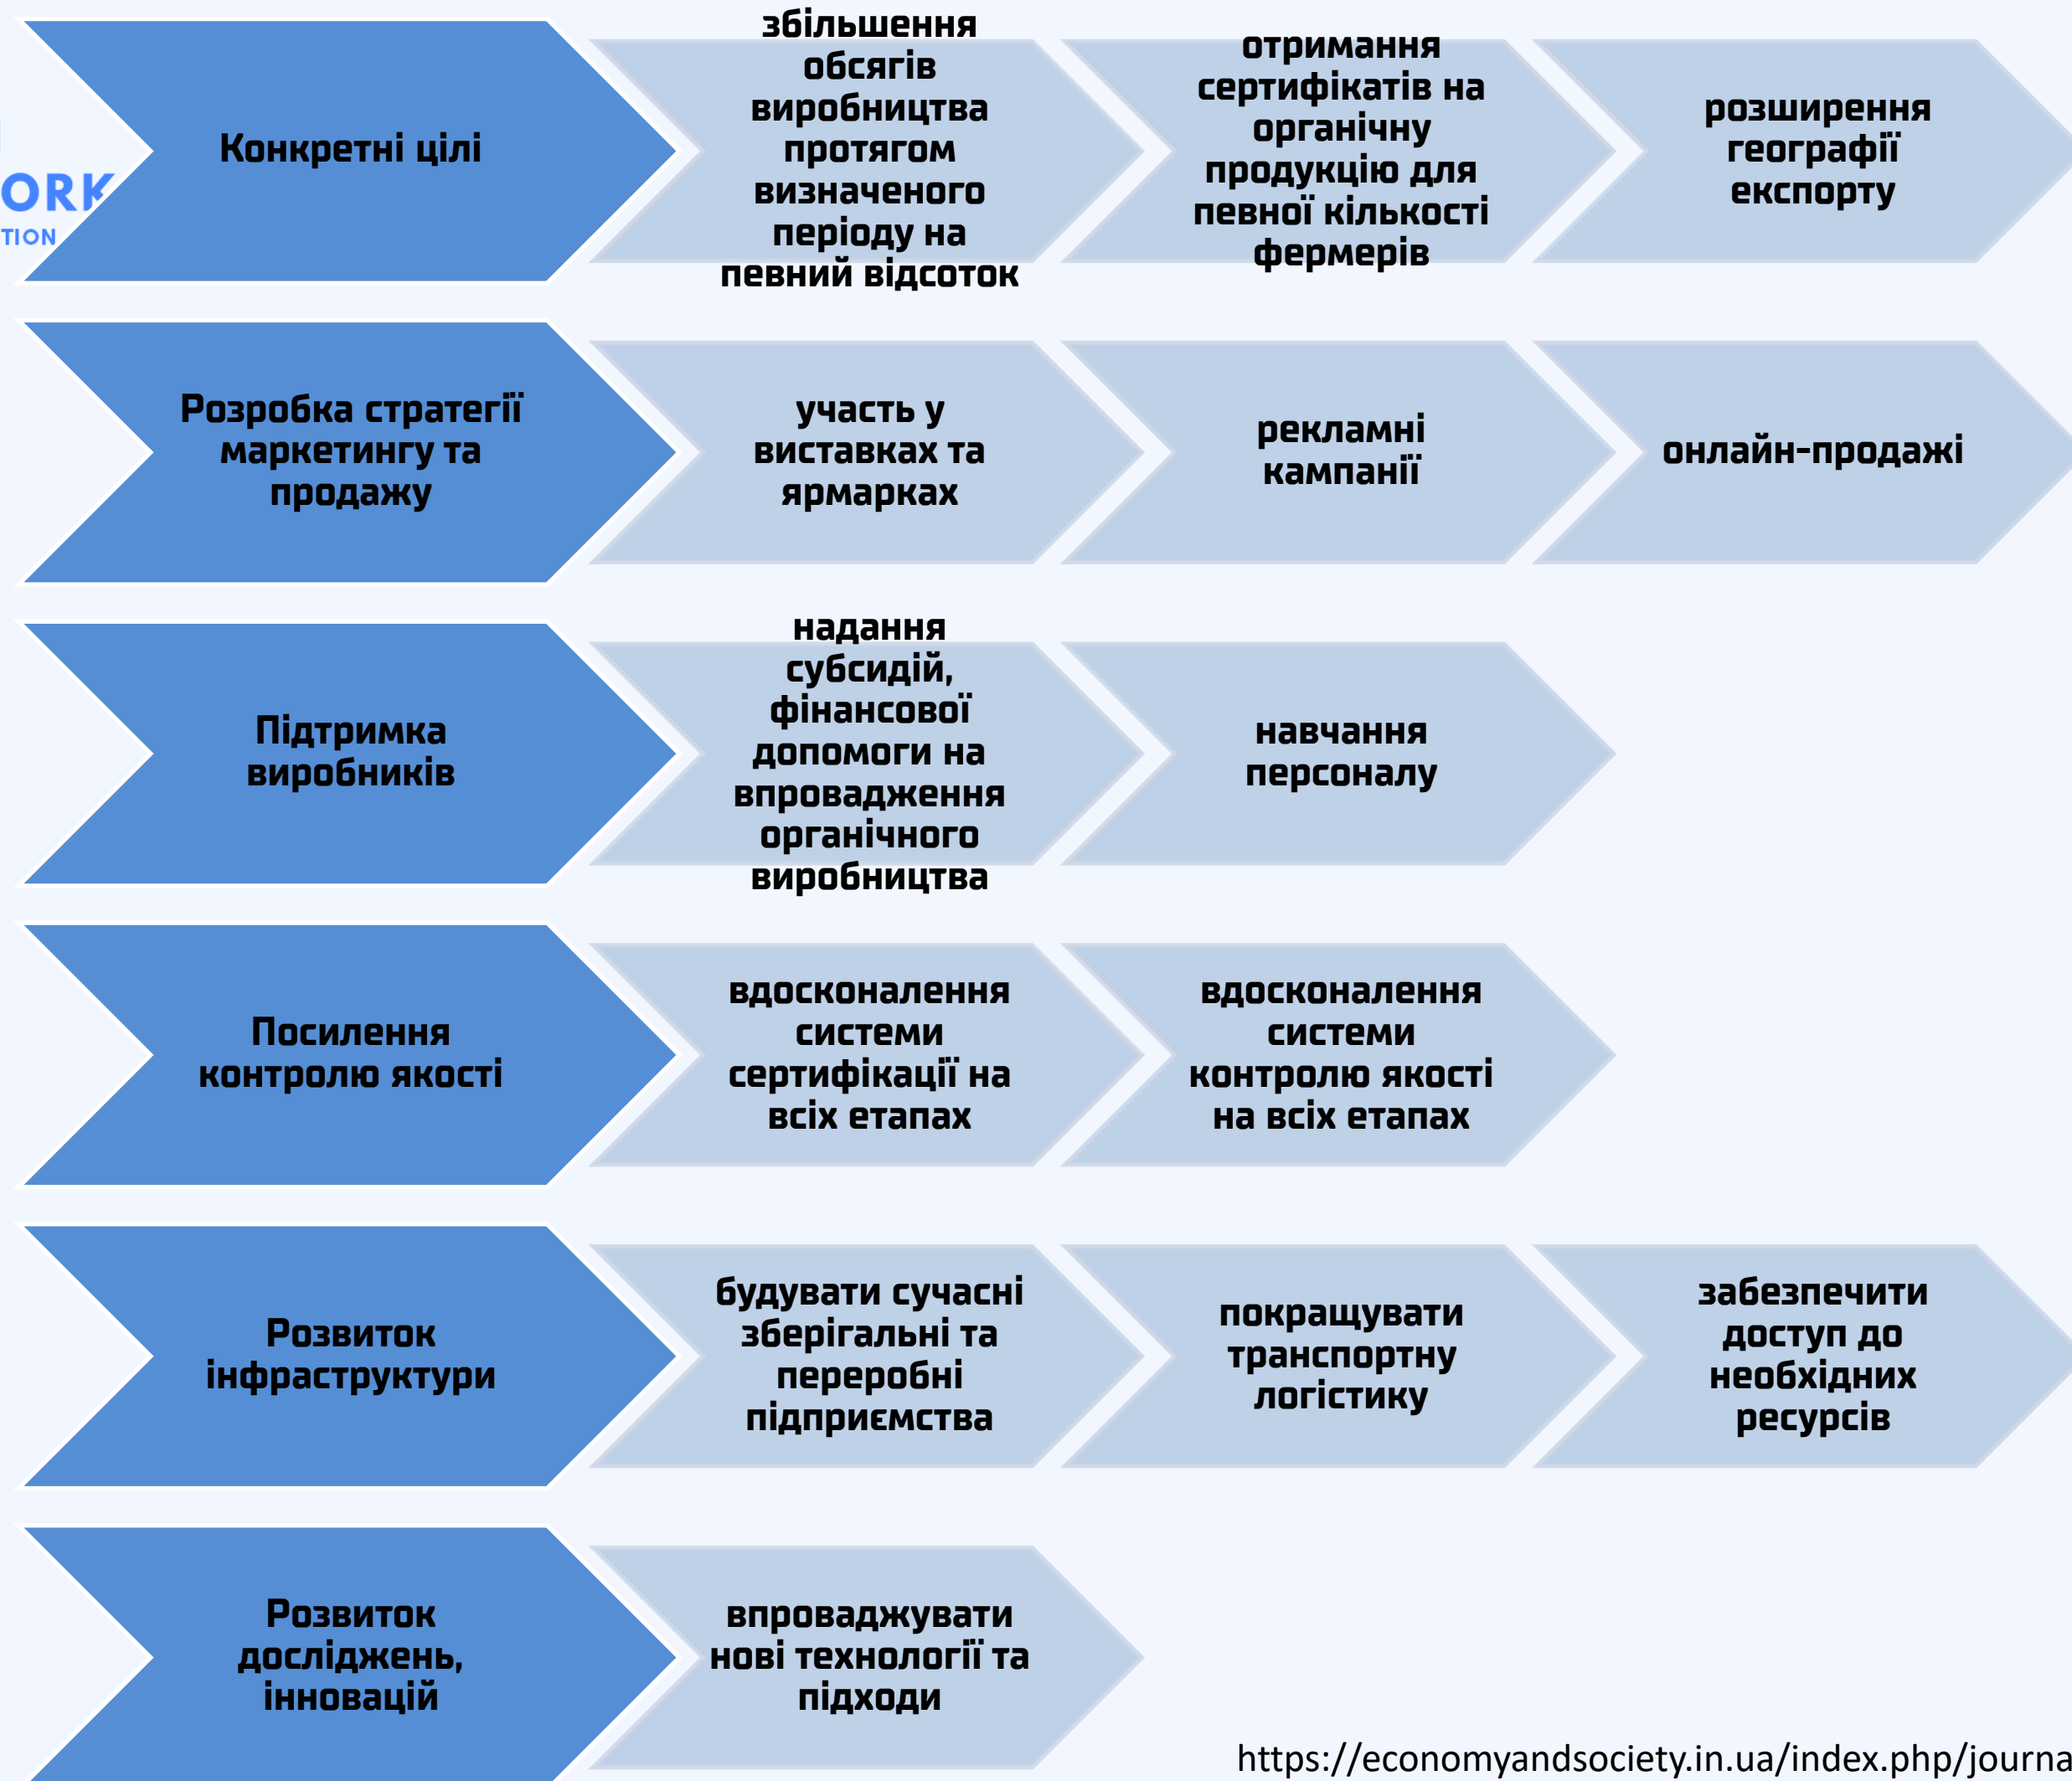 Конкретні цілі
збільшення
обсягів
виробництва
протягом
визначеного
періоду на
певний відсоток
отримання
сертифікатів на
органічну
продукцію для
певної кількості
фермерів
розширення
географії
експорту
ORK
TION
Розробка стратегії
маркетингу та
продажу
участь у
виставках та
ярмарках
рекламні
кампанії
онлайн-продажі
Підтримка
виробників
надання
субсидій,
фінансової
допомоги на
впровадження
органічного
виробництва
навчання
персоналу
Посилення
контролю якості
вдосконалення
системи
сертифікації на
всіх етапах
вдосконалення
системи
контролю якості
на всіх етапах
Розвиток
інфраструктури
будувати сучасні
зберігальні та
переробні
підприємства
покращувати
транспортну
логістику
забезпечити
доступ до
необхідних
ресурсів
Розвиток
досліджень,
інновацій
впроваджувати
нові технології та
підходи
https://economyandsociety.in.ua/index.php/journa